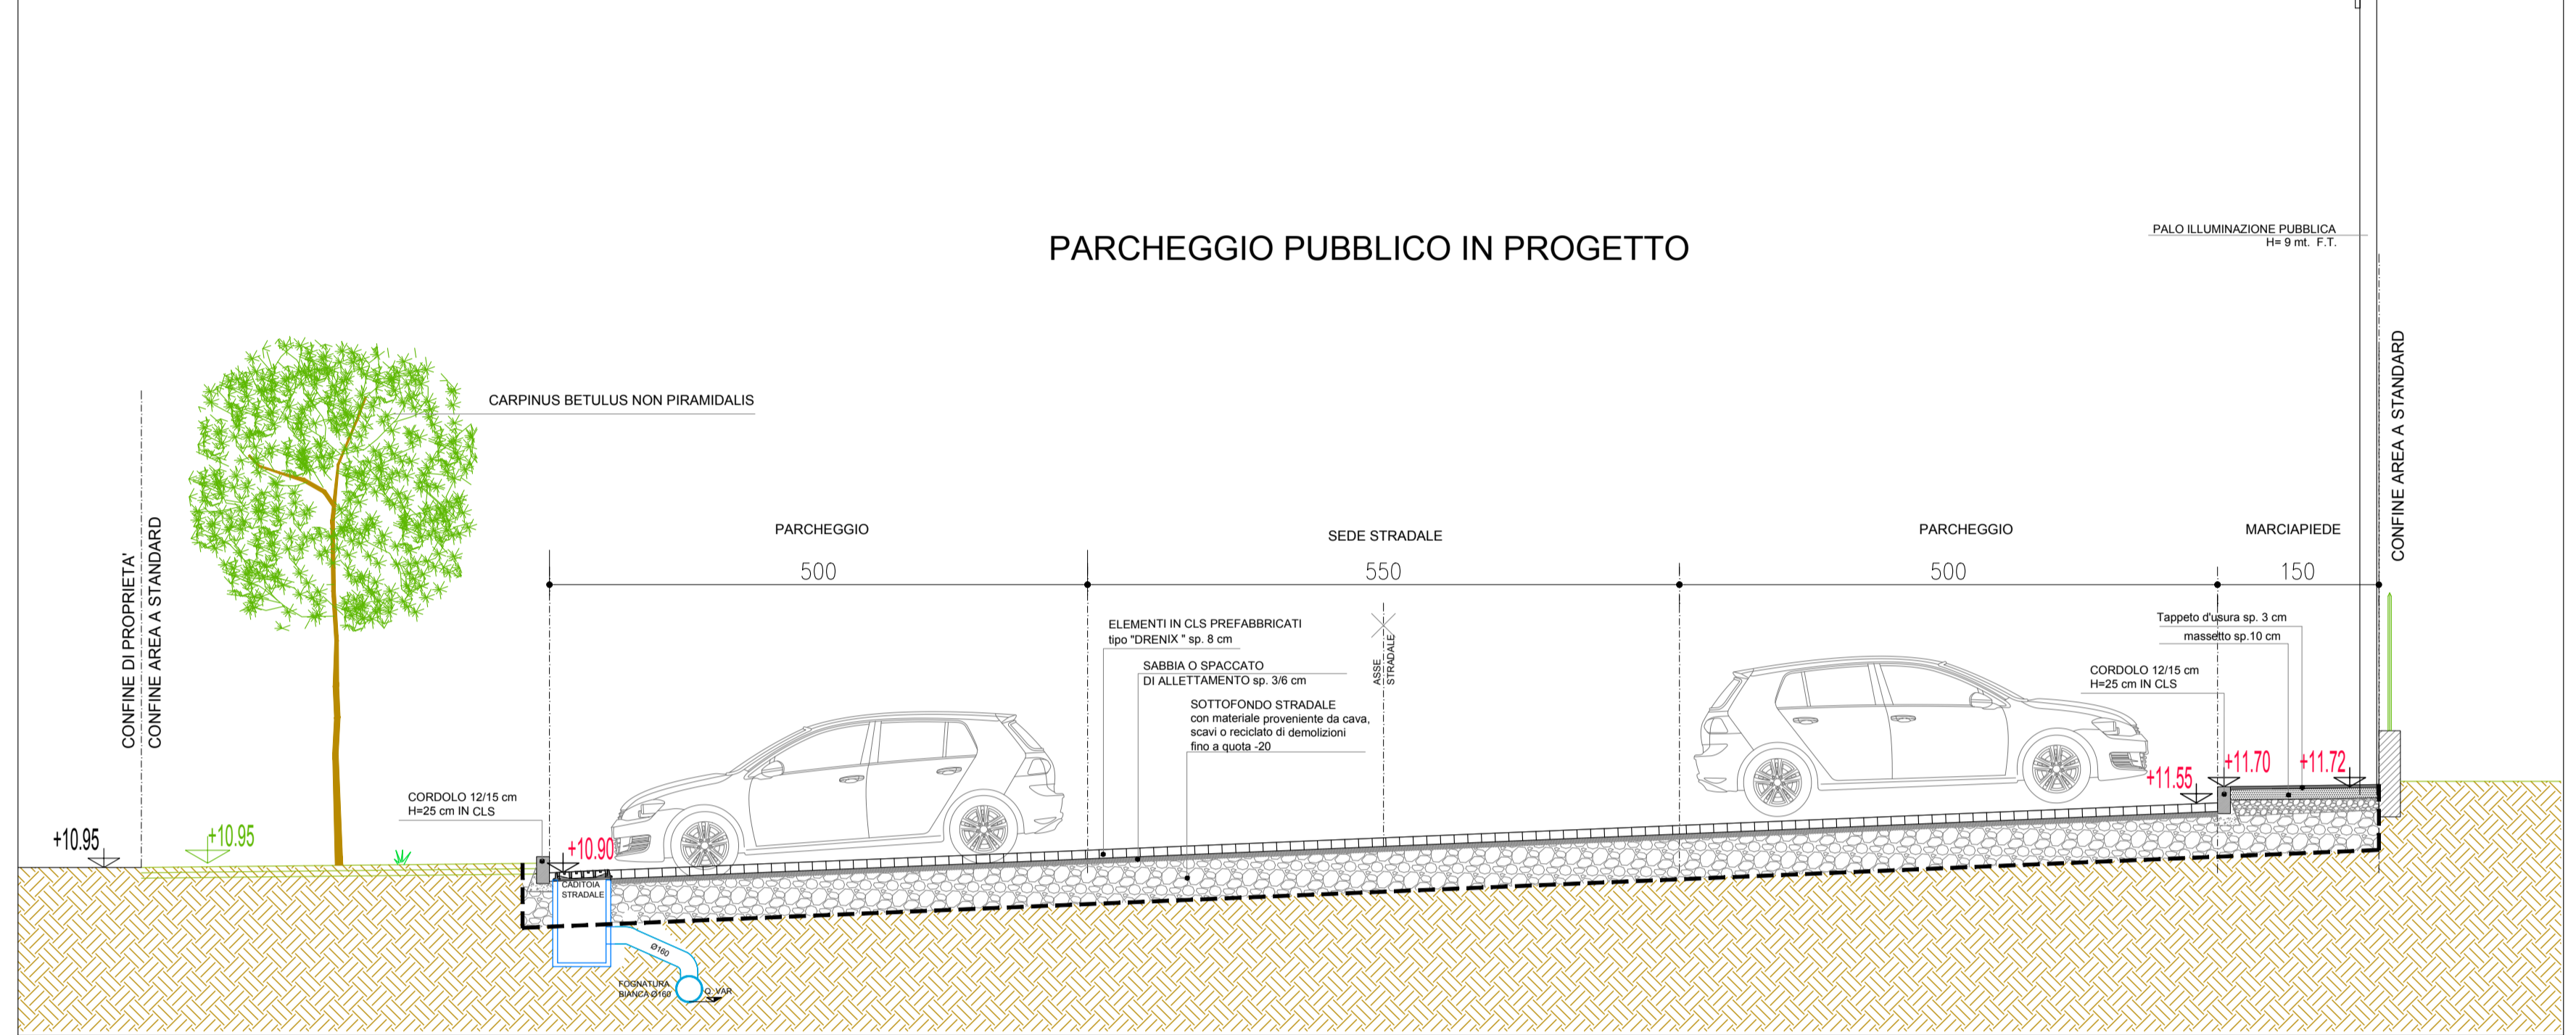 PARCHEGGIO PUBBLICO IN PROGETTO
PALO ILLUMINAZIONE PUBBLICA
H= 9 mt. F.T.
CARPINUS BETULUS NON PIRAMIDALIS
CONFINE DI PROPRIETA'
CONFINE AREA A STANDARD
CONFINE AREA A STANDARD
PARCHEGGIO
SEDE STRADALE
PARCHEGGIO
MARCIAPIEDE
500
550
500
150
ELEMENTI IN CLS PREFABBRICATI
tipo "DRENIX " sp. 8 cm
SABBIA O SPACCATO
DI ALLETTAMENTO sp. 3/6 cm
SOTTOFONDO STRADALE
con materiale proveniente da cava,
scavi o reciclato di demolizioni
fino a quota -20
ASSE
STRADALE
Tappeto d'usura sp. 3 cm
massetto sp.10 cm
CORDOLO 12/15 cm
H=25 cm IN CLS
+11.55
+11.70
+11.72
CORDOLO 12/15 cm
H=25 cm IN CLS
+10.95
+10.95
+10.90
CADITOIA
STRADALE
Ø160
FOGNATURA
BIANCA Ø160
Q_VAR